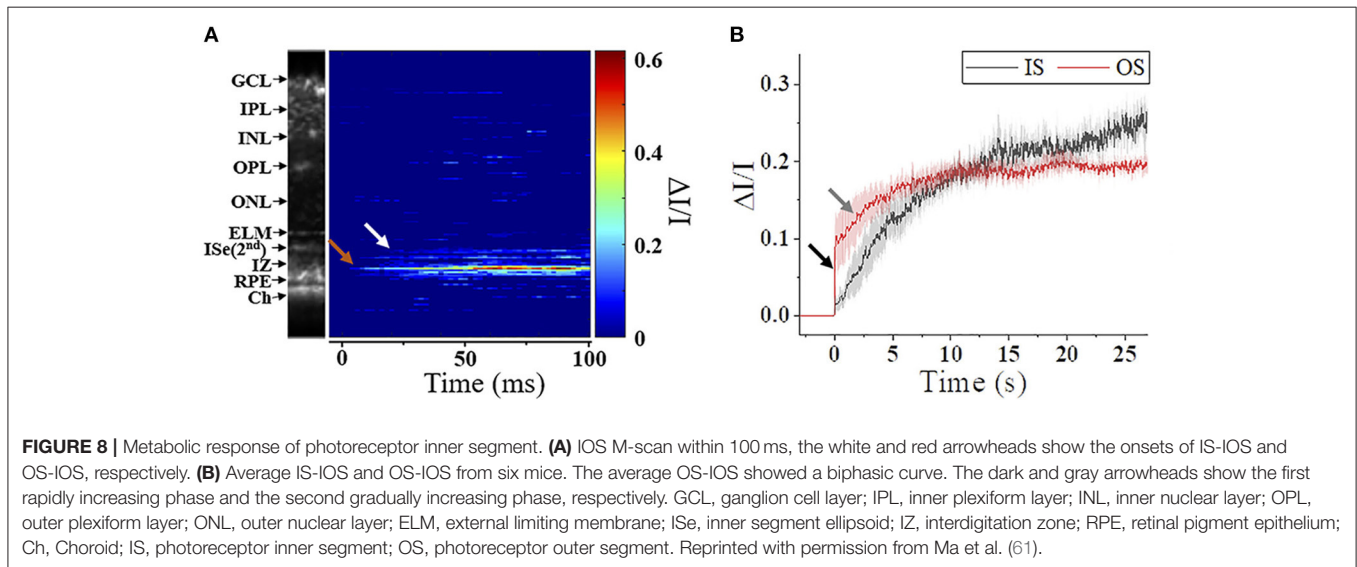 A
B
GCL
IPL
INL
OPL
ONL
ELM
ISe(2nd)
IZ
RPE
Ch
0.6
0.4
0.2
0
I/IΔ
0 50 100
Time (ms)
IS OS
0.3
0.2
0.1
0.0
ΔI/I
0 5 10 15 20 25
Time (s)
FIGURE 8 | Metabolic response of photoreceptor inner segment. (A) IOS M-scan within 100 ms, the white and red arrowheads show the onsets of IS-IOS and
OS-IOS, respectively. (B) Average IS-IOS and OS-IOS from six mice. The average OS-IOS showed a biphasic curve. The dark and gray arrowheads show the first
rapidly increasing phase and the second gradually increasing phase, respectively. GCL, ganglion cell layer; IPL, inner plexiform layer; INL, inner nuclear layer; OPL,
outer plexiform layer; ONL, outer nuclear layer; ELM, external limiting membrane; ISe, inner segment ellipsoid; IZ, interdigitation zone; RPE, retinal pigment epithelium;
Ch, Choroid; IS, photoreceptor inner segment; OS, photoreceptor outer segment. Reprinted with permission from Ma et al. (61).